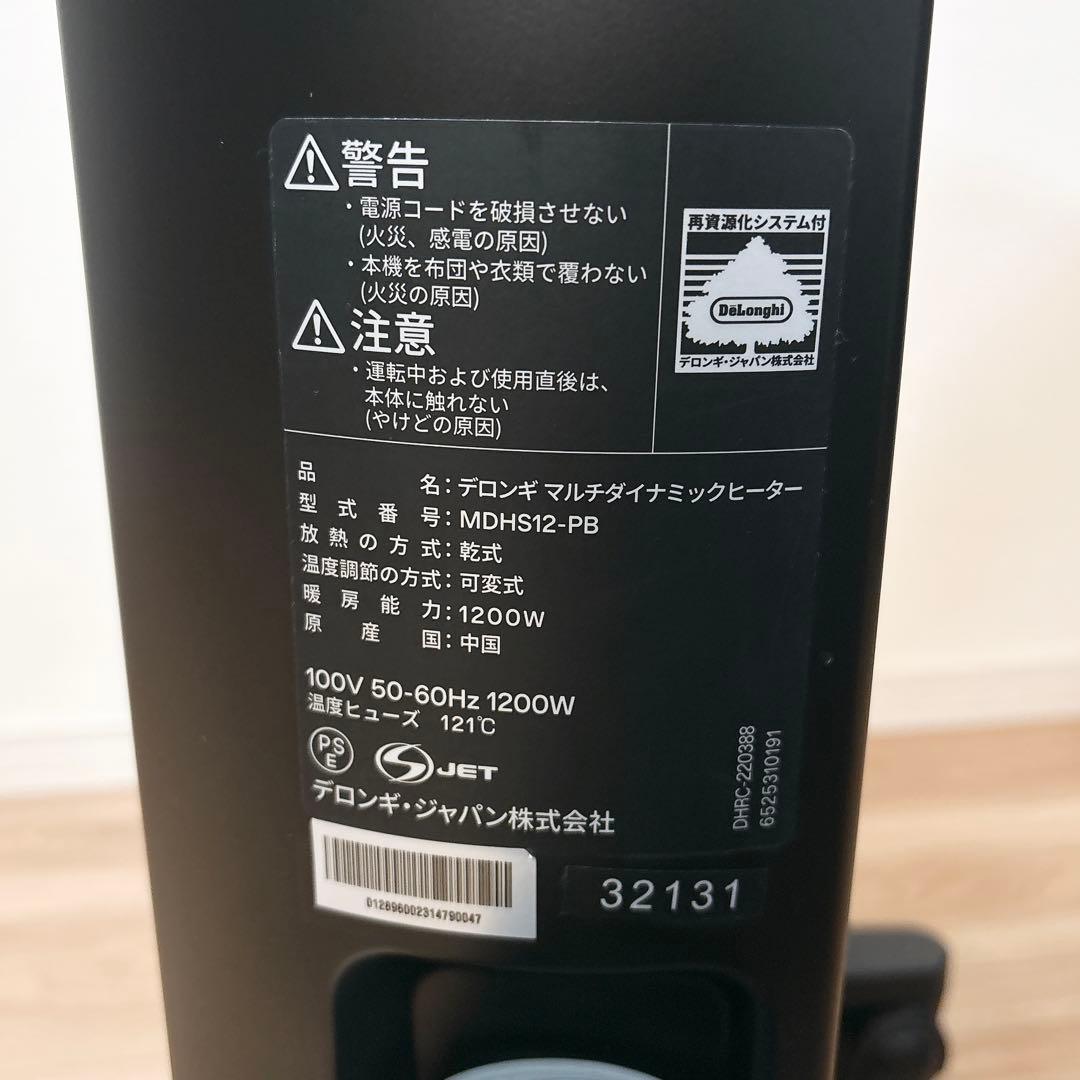 警告
・電源コードを破損させない
(火災、感電の原因)
・本機を布団や衣類で覆わない
(火災の原因)
注意
・運転中および使用直後は、
本体に触れない
(やけどの原因)
再資源化システム付
DeLonghi
デロンギ・ジャパン株式会社
品名：デロンギ マルチダイナミックヒーター
型式番号：MDHS12-PB
放熱の方式：乾式
温度調節の方式：可変式
暖房能力：1200W
原産国：中国
100V 50-60Hz 1200W
温度ヒューズ 121℃
PSE
S JET
デロンギ・ジャパン株式会社
DHRC-220388
6525310191
012896002314790047
32131